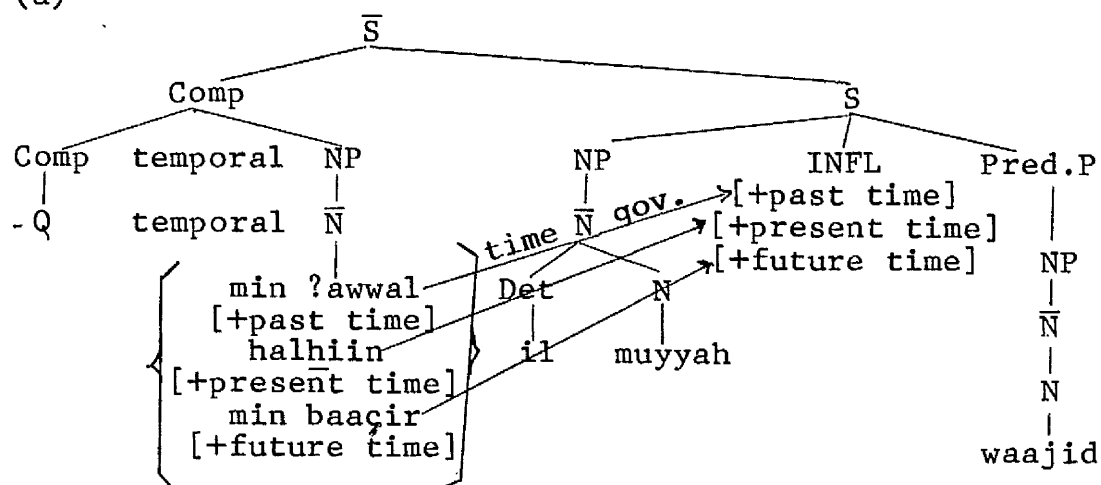 (a)
S̅
Comp S
Comp temporal NP NP INFL Pred.P
-Q temporal N̅ N̅ time gov. [+past time]
[+present time]
[+future time] NP
min ?awwal Det N
[+past time] N̅
halhiin il muyyah
[+present time] N
min baaçir
[+future time] waajid